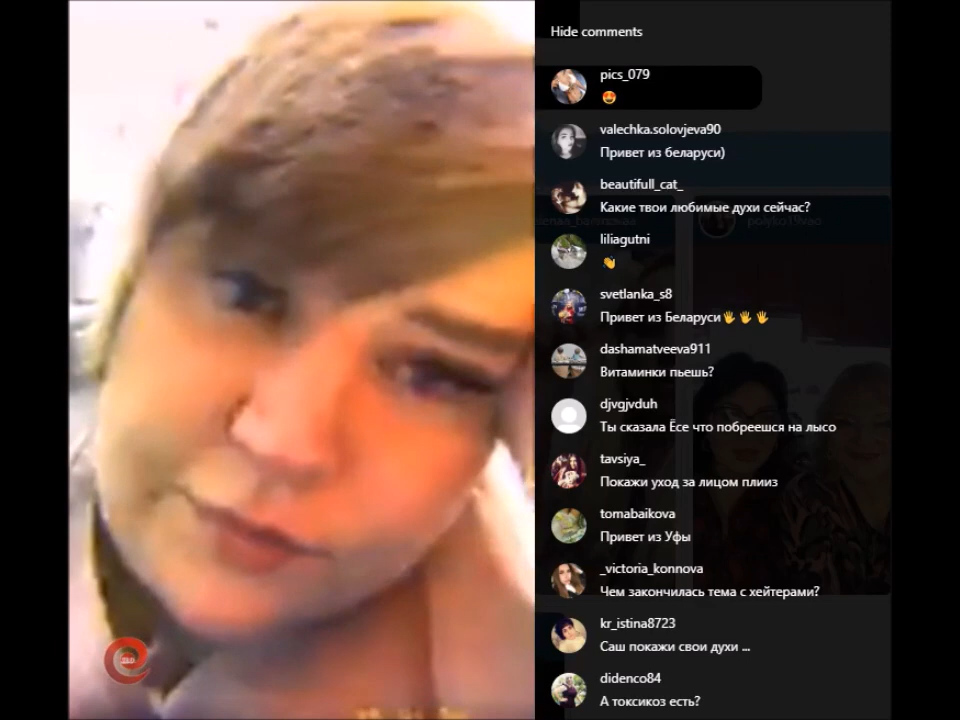 Hide comments
pics_079
😍
valechka.solovjeva90
Привет из беларуси)
beautifull_cat_
Какие твои любимые духи сейчас?
liliagutni
👏
svetlanka_s8
Привет из Беларуси🖐🖐🖐
dashamatveeva911
Витаминки пьешь?
djvgjvduh
Ты сказала Ёсе что побреешся на лысо
tavsiya_
Покажи уход за лицом плииз
tomabaikova
Привет из Уфы
_victoria_konnova
Чем закончилась тема с хейтерами?
kr_istina8723
Саш покажи свои духи ...
didenco84
А токсикоз есть?